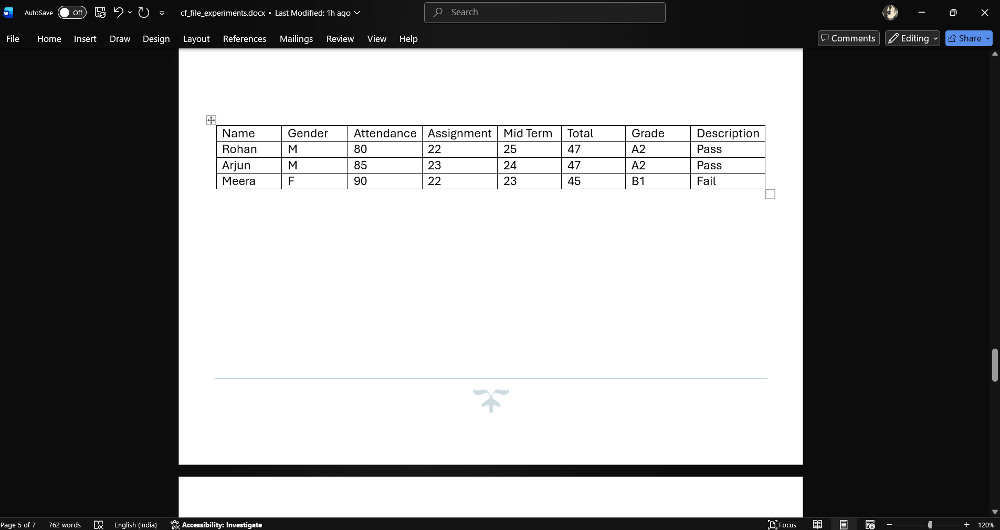 AutoSave Off cf_file_experiments.docx • Last Modified: 1h ago Search
File Home Insert Draw Design Layout References Mailings Review View Help Comments Editing Share
Name Gender Attendance Assignment Mid Term Total Grade Description
Rohan M 80 22 25 47 A2 Pass
Arjun M 85 23 24 47 A2 Pass
Meera F 90 22 23 45 B1 Fail
Page 5 of 7 762 words English (India) Accessibility: Investigate Focus 120%